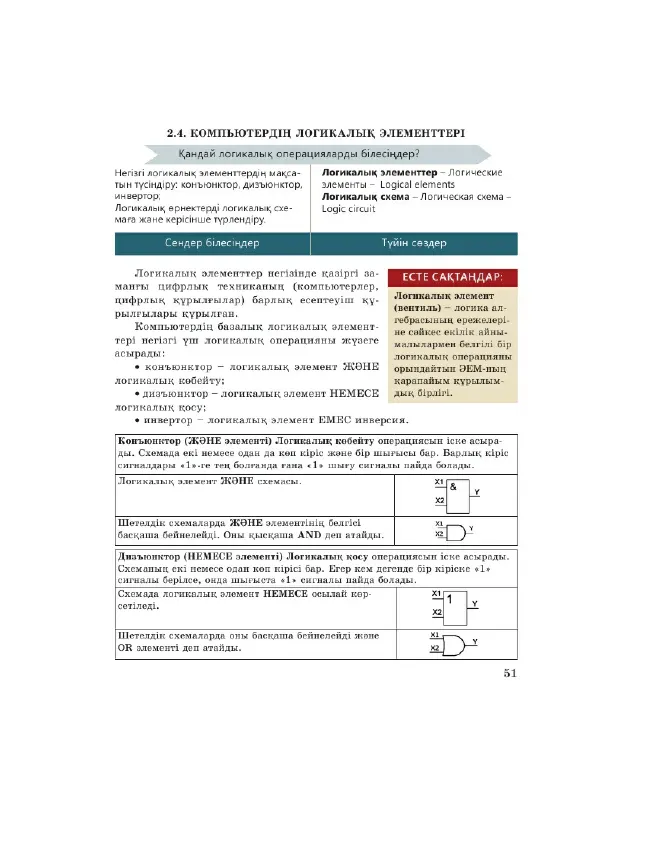 2.4. КОМПЬЮТЕРДІҢ ЛОГИКАЛЫҚ ЭЛЕМЕНТТЕРІ
Қандай логикалық операцияларды білесіңдер?
Негізгі логикалық элементтердің мақса-
тын түсіндіру: конъюнктор, дизъюнктор,
инвертор;
Логикалық өрнектерді логикалық схе-
маға және керісінше түрлендіру.
Логикалық элементтер – Логические
элементы – Logical elements
Логикалық схема – Логическая схема –
Logic circuit
Сендер білесіңдер
Түйін сөздер
Логикалық элементтер негізінде қазіргі за-
манғы цифрлық техниканың (компьютерлер,
цифрлық құрылғылар) барлық есептеуіш құ-
рылғылары құрылған.
Компьютердің базалық логикалық элемент-
тері негізгі үш логикалық операцияны жүзеге
асырады:
• конъюнктор – логикалық элемент ЖӘНЕ
логикалық көбейту;
• дизъюнктор – логикалық элемент НЕМЕСЕ
логикалық қосу;
• инвертор – логикалық элемент ЕМЕС инверсия.
ЕСТЕ САҚТАҢДАР:
Логикалық элемент
(вентиль) – логика ал-
гебрасының ережелері-
не сәйкес екілік айны-
малылармен белгілі бір
логикалық операцияны
орындайтын ЭЕМ-ның
қарапайым құрылым-
дық бірлігі.
Конъюнктор (ЖӘНЕ элементі) Логикалық көбейту операциясын іске асыра-
ды. Схемада екі немесе одан да көп кіріс және бір шығысы бар. Барлық кіріс
сигналдары «1»-ге тең болғанда ғана «1» шығу сигналы пайда болады.
Логикалық элемент ЖӘНЕ схемасы.
X1
&
Y
X2
Шетелдік схемаларда ЖӘНЕ элементінің белгісі
басқаша бейнелейді. Оны қысқаша AND деп атайды.
X1
Y
X2
Дизъюнктор (НЕМЕСЕ элементі) Логикалық қосу операциясын іске асырады.
Схеманың екі немесе одан көп кірісі бар. Егер кем дегенде бір кіріске «1»
сигналы берілсе, онда шығыста «1» сигналы пайда болады.
Схемада логикалық элемент НЕМЕСЕ осылай көр-
сетіледі.
X1
1
Y
X2
Шетелдік схемаларда оны басқаша бейнелейді және
OR элементі деп атайды.
X1
Y
X2
51